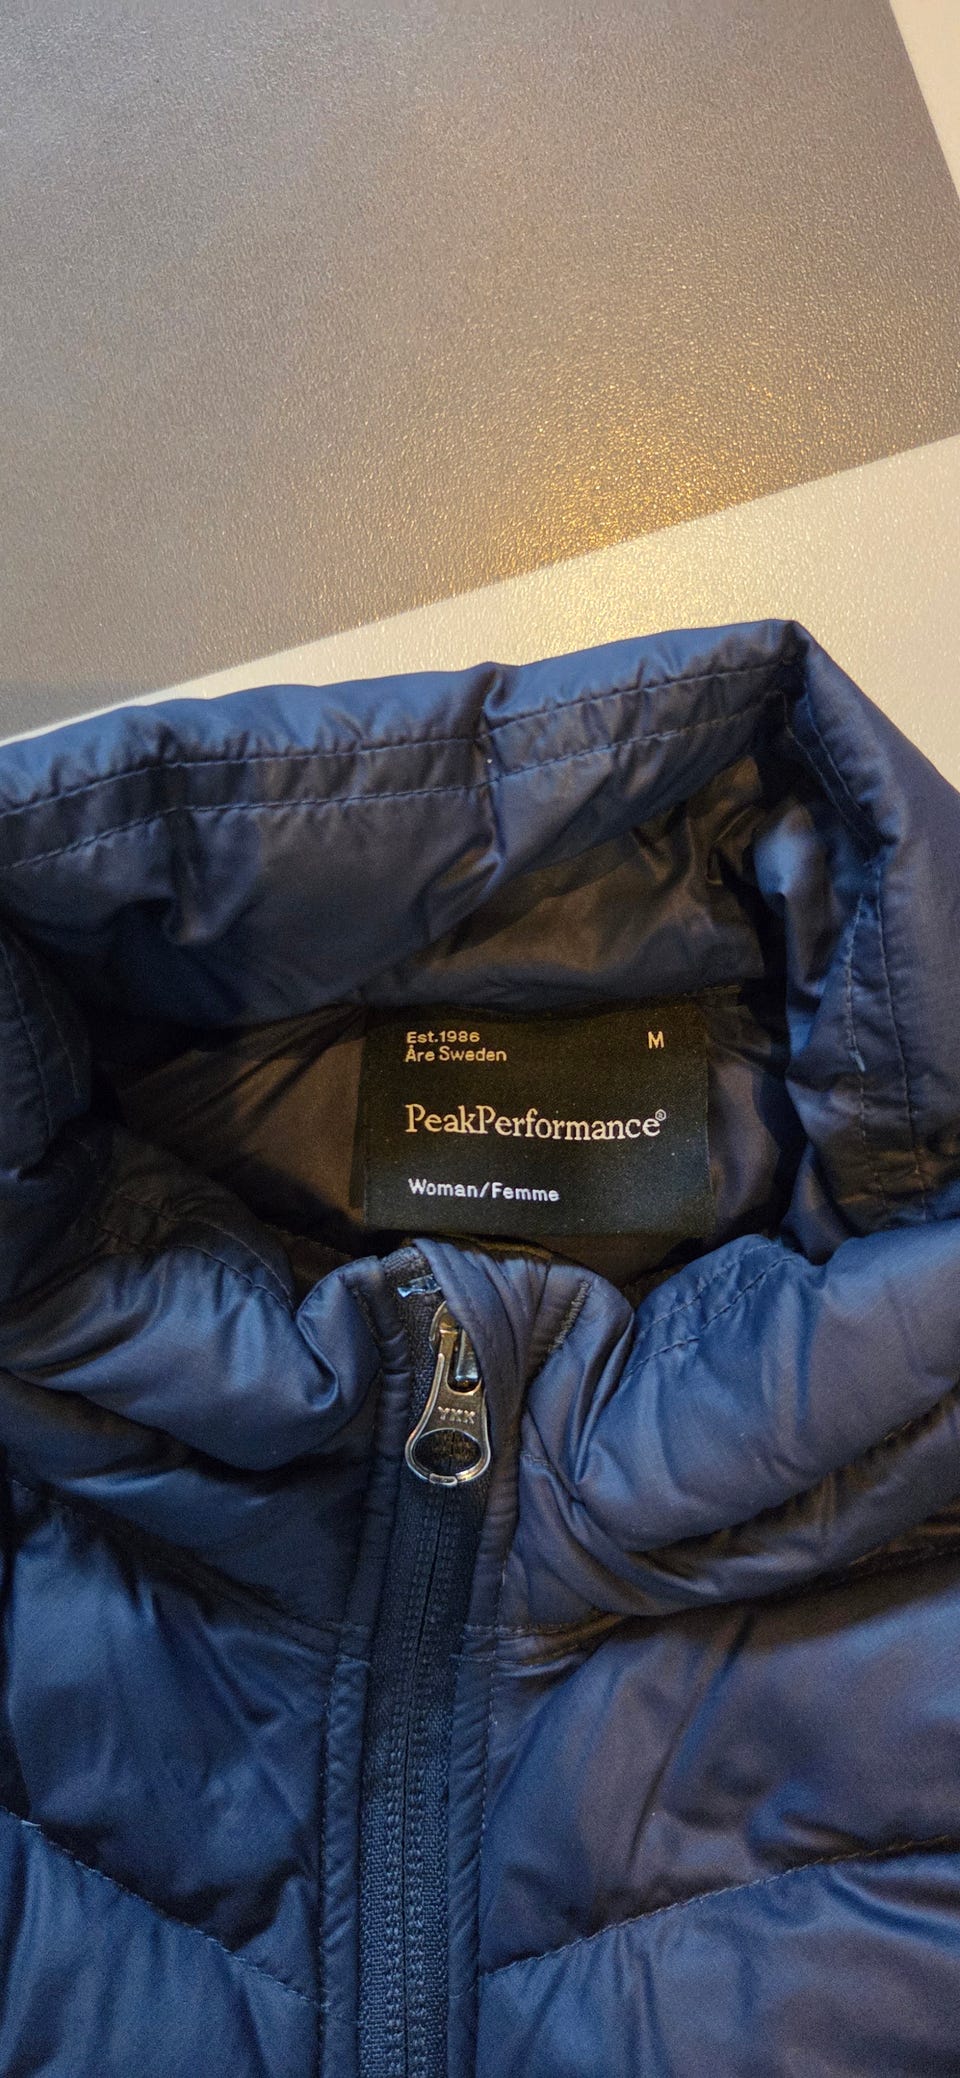 Est.1986 M
Åre Sweden
PeakPerformance®
Woman/Femme
YKK